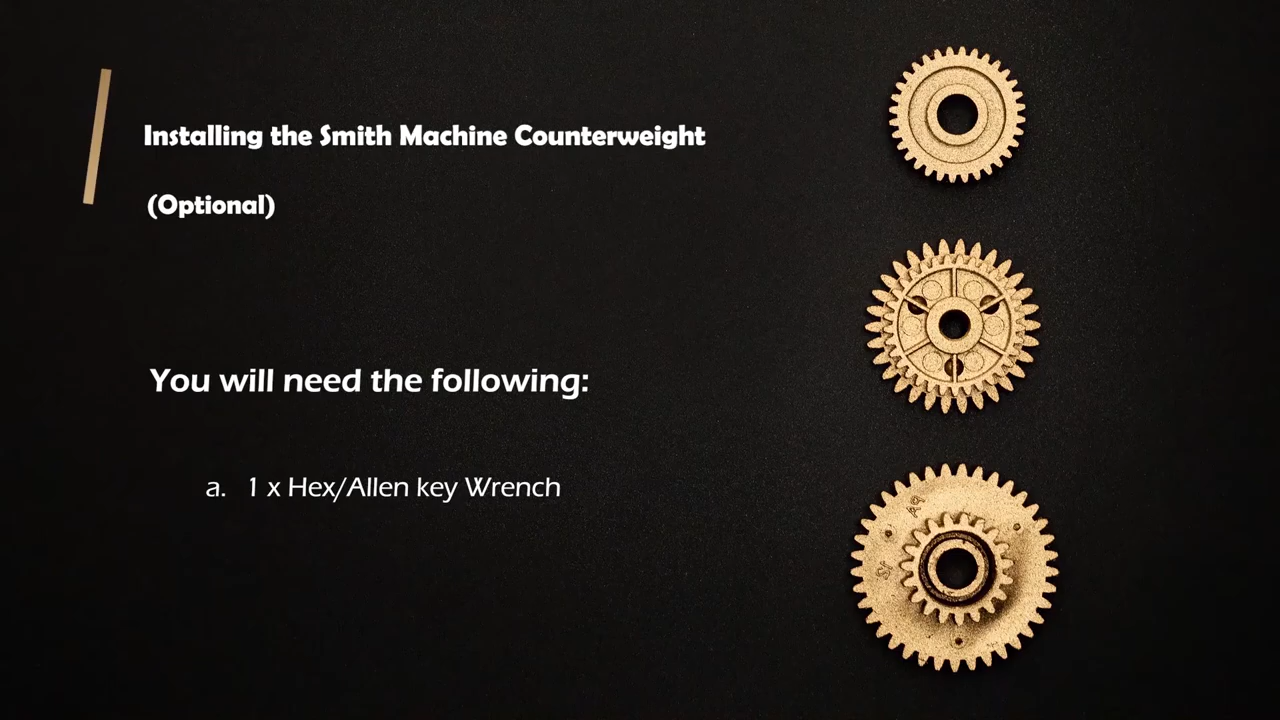 Installing the Smith Machine Counterweight
(Optional)
You will need the following:
a. 1 x Hex/Allen key Wrench